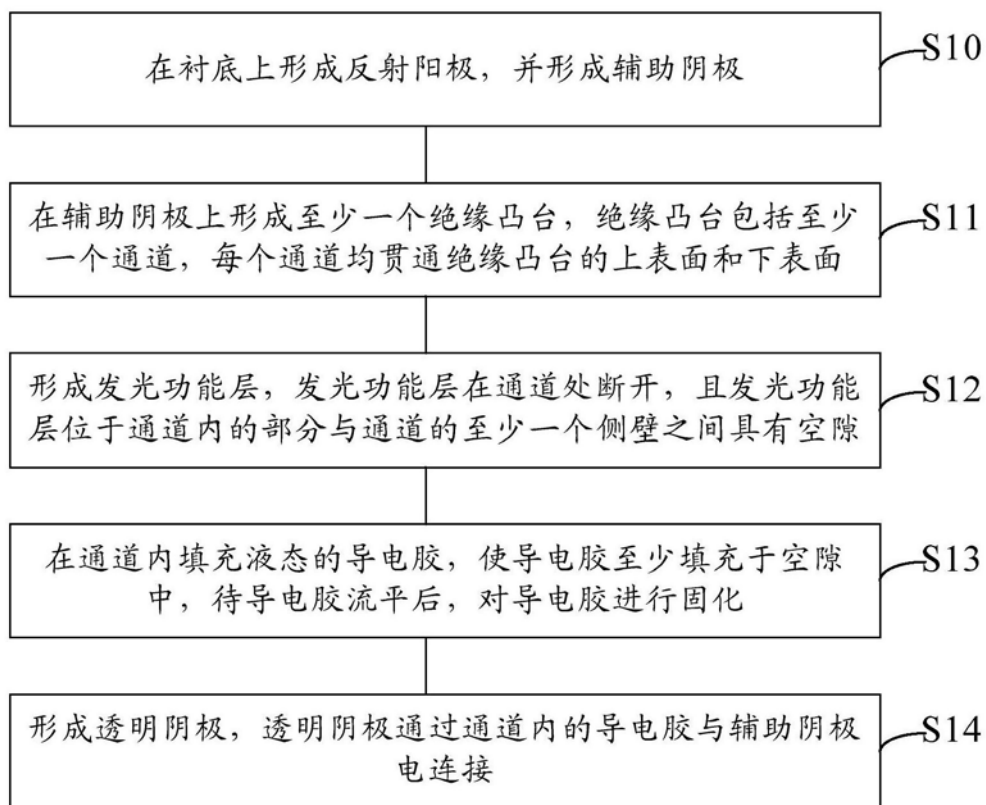 在衬底上形成反射阳极，并形成辅助阴极
S10
在辅助阴极上形成至少一个绝缘凸台，绝缘凸台包括至少
一个通道，每个通道均贯通绝缘凸台的上表面和下表面
S11
形成发光功能层，发光功能层在通道处断开，且发光功能
层位于通道内的部分与通道的至少一个侧壁之间具有空隙
S12
在通道内填充液态的导电胶，使导电胶至少填充于空隙
中，待导电胶流平后，对导电胶进行固化
S13
形成透明阴极，透明阴极通过通道内的导电胶与辅助阴极
电连接
S14